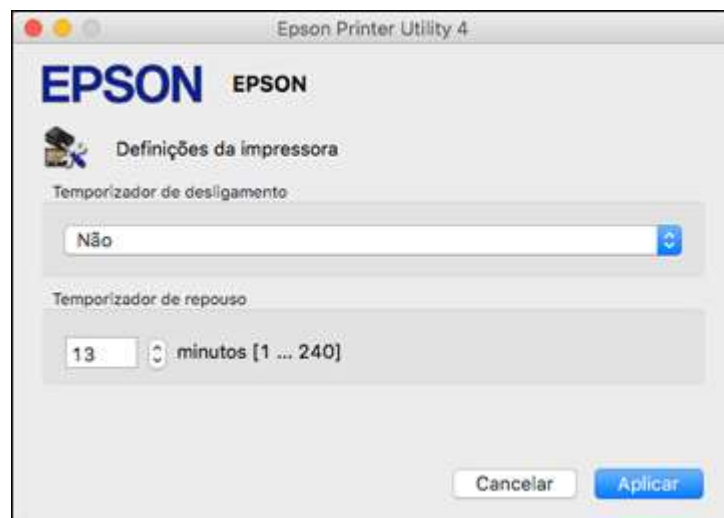 Epson Printer Utility 4
EPSON EPSON
Definições da impressora
Temporizador de desligamento
Não
Temporizador de repouso
13 minutos [1 ... 240]
Cancelar Aplicar